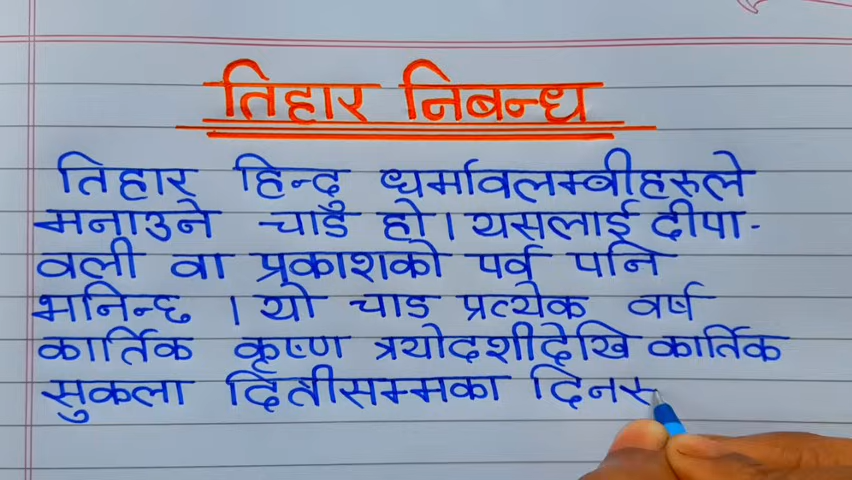 तिहार निबन्ध
तिहार हिन्दु धर्मावलम्बीहरुले
मनाउने चाड हो। यसलाई दीपा-
वली वा प्रकाशको पर्व पनि
भनिन्छ । यो चाड प्रत्येक वर्ष
कार्तिक कृष्ण त्रयोदशीदेखि कार्तिक
सुकला दितीसम्मका